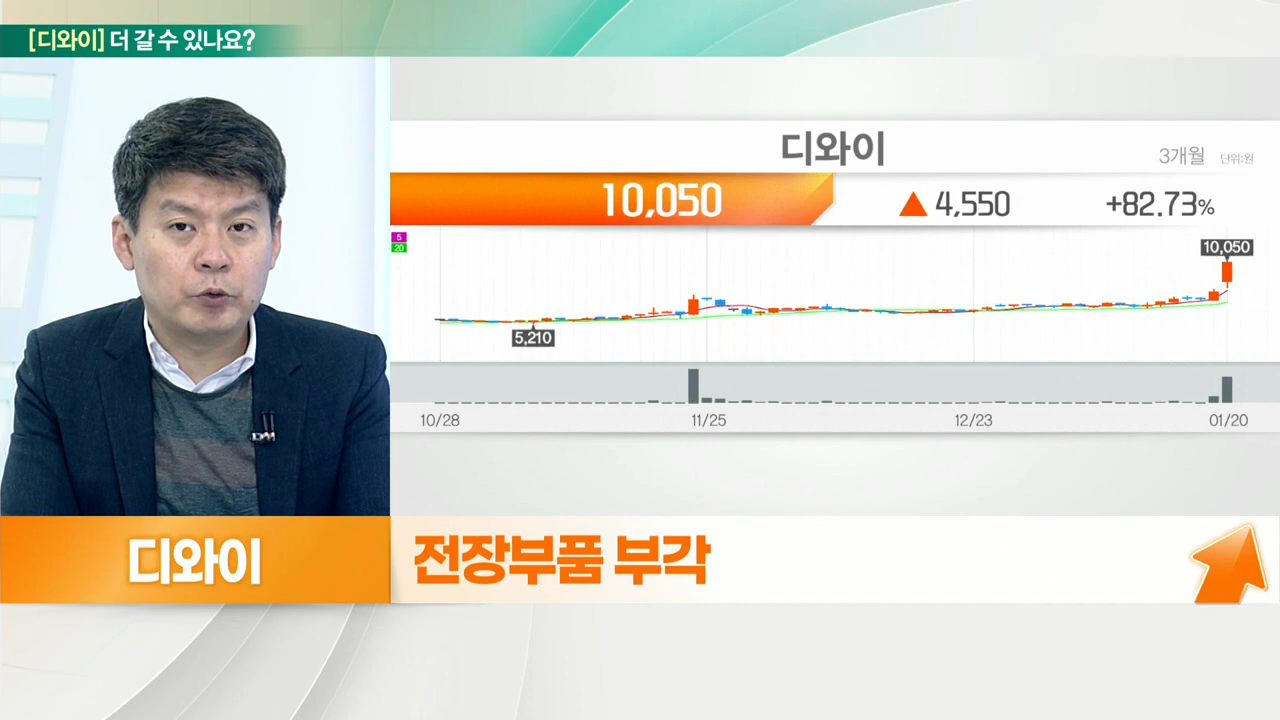 [디와이] 더 갈 수 있나요?
디와이
3개월 단위:원
10,050 ▲ 4,550 +82.73%
5
20
10,050
5,210
10/28 11/25 12/23 01/20
디와이 전장부품 부각